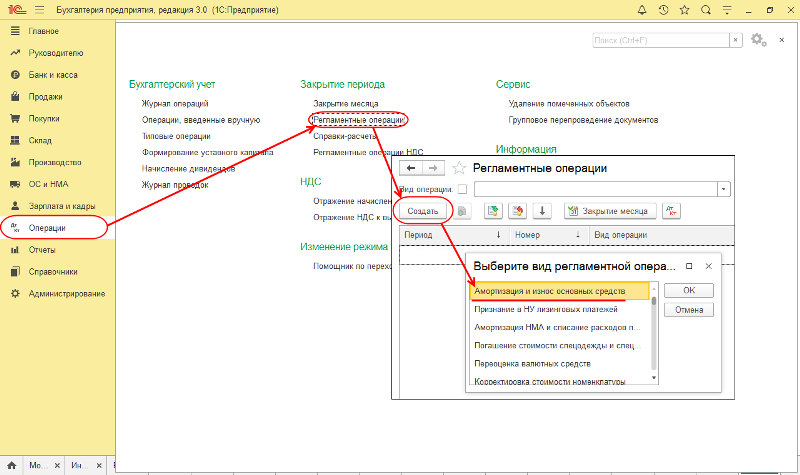 1С Бухгалтерия предприятия, редакция 3.0 (1С:Предприятие)
Поиск (Ctrl+F)
Главное
Руководителю
Банк и касса
Продажи
Покупки
Склад
Производство
ОС и НМА
Зарплата и кадры
Операции
Отчеты
Справочники
Администрирование
Бухгалтерский учет
Журнал операций
Операции, введенные вручную
Типовые операции
Формирование уставного капитала
Начисление дивидендов
Журнал проводок
Закрытие периода
Закрытие месяца
Регламентные операции
Справки-расчеты
Регламентные операции НДС
НДС
Отражение начислен
Отражение НДС к вы
Изменение режима
Помощник по перехо
Сервис
Удаление помеченных объектов
Групповое перепроведение документов
Информация
Регламентные операции
Вид операции:
Создать
Закрытие месяца
Дт Кт
Период
Номер
Вид операции
Выберите вид регламентной опера...
Амортизация и износ основных средств
Признание в НУ лизинговых платежей
Амортизация НМА и списание расходов п...
Погашение стоимости спецодежды и спец...
Переоценка валютных средств
Корректировка стоимости номенклатуры
OK
Отмена
Мо...
Ин...